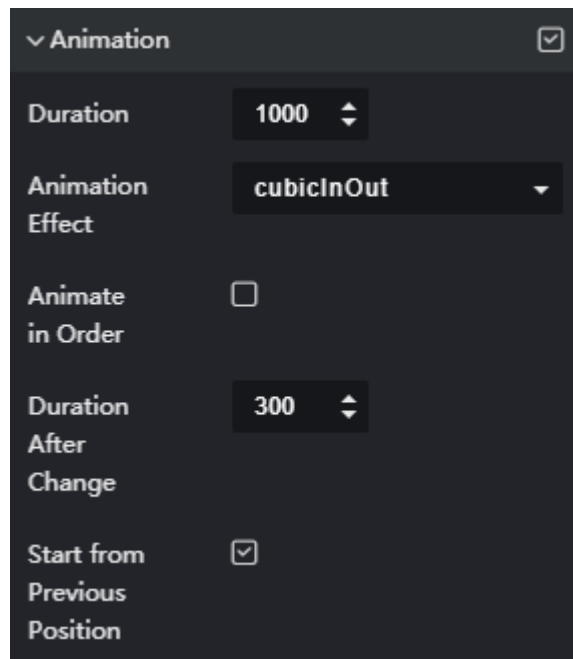 Animation
Duration 1000
Animation cubicInOut
Effect
Animate
in Order
Duration 300
After
Change
Start from
Previous
Position